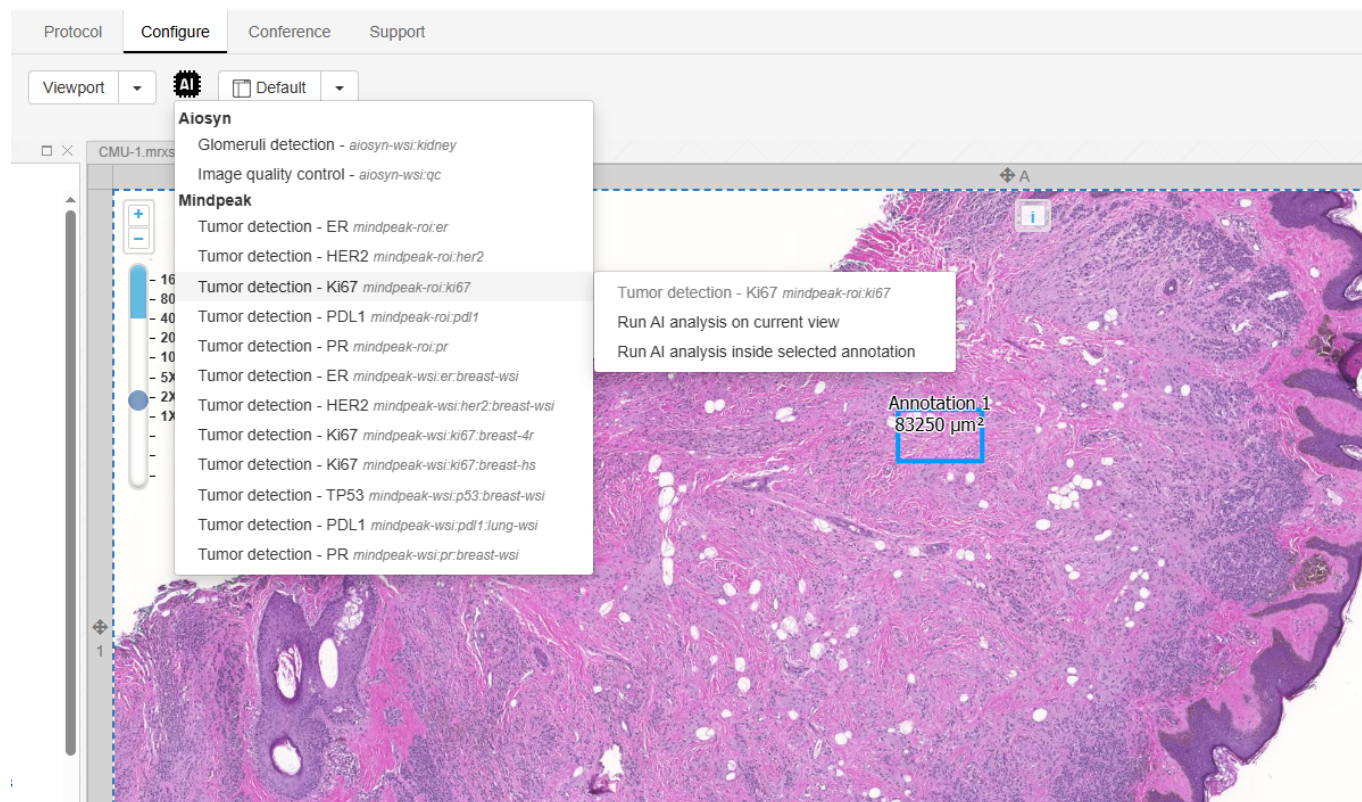 Protocol
Configure
Conference
Support
Viewport
AI
Default
Aiosyn
Glomeruli detection - aiosyn-wsi:kidney
Image quality control - aiosyn-wsi:qc
Mindpeak
Tumor detection - ER mindpeak-roi:er
Tumor detection - HER2 mindpeak-roi:her2
Tumor detection - Ki67 mindpeak-roi:ki67
Tumor detection - PDL1 mindpeak-roi:pdl1
Tumor detection - PR mindpeak-roi:pr
Tumor detection - ER mindpeak-wsi:er:breast-wsi
Tumor detection - HER2 mindpeak-wsi:her2:breast-wsi
Tumor detection - Ki67 mindpeak-wsi:ki67:breast-4r
Tumor detection - Ki67 mindpeak-wsi:ki67:breast-hs
Tumor detection - TP53 mindpeak-wsi:p53:breast-wsi
Tumor detection - PDL1 mindpeak-wsi:pdl1:lung-wsi
Tumor detection - PR mindpeak-wsi:pr:breast-wsi
Tumor detection - Ki67 mindpeak-roi:ki67
Run AI analysis on current view
Run AI analysis inside selected annotation
CMU-1.mrxs
A
i
+
-
- 16
- 80
- 40
- 20
- 10
- 5X
- 2X
- 1X
Annotation 1
83250 µm²
1